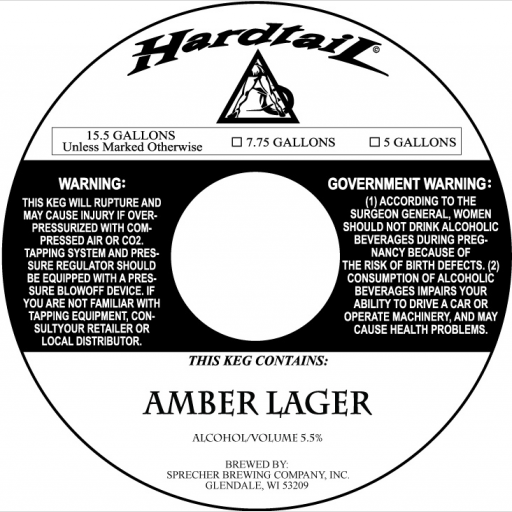 HardtaiL ©
15.5 GALLONS
Unless Marked Otherwise
☐ 7.75 GALLONS
☐ 5 GALLONS
WARNING:
THIS KEG WILL RUPTURE AND
MAY CAUSE INJURY IF OVER-
PRESSURIZED WITH COM-
PRESSED AIR OR CO2.
TAPPING SYSTEM AND PRES-
SURE REGULATOR SHOULD
BE EQUIPPED WITH A PRES-
SURE BLOWOFF DEVICE. IF
YOU ARE NOT FAMILIAR WITH
TAPPING EQUIPMENT, CON-
SULTYOUR RETAILER OR
LOCAL DISTRIBUTOR.
GOVERNMENT WARNING:
(1) ACCORDING TO THE
SURGEON GENERAL, WOMEN
SHOULD NOT DRINK ALCOHOLIC
BEVERAGES DURING PREG-
NANCY BECAUSE OF
THE RISK OF BIRTH DEFECTS. (2)
CONSUMPTION OF ALCOHOLIC
BEVERAGES IMPAIRS YOUR
ABILITY TO DRIVE A CAR OR
OPERATE MACHINERY, AND MAY
CAUSE HEALTH PROBLEMS.
THIS KEG CONTAINS:
AMBER LAGER
ALCOHOL/VOLUME 5.5%
BREWED BY:
SPRECHER BREWING COMPANY, INC.
GLENDALE, WI 53209